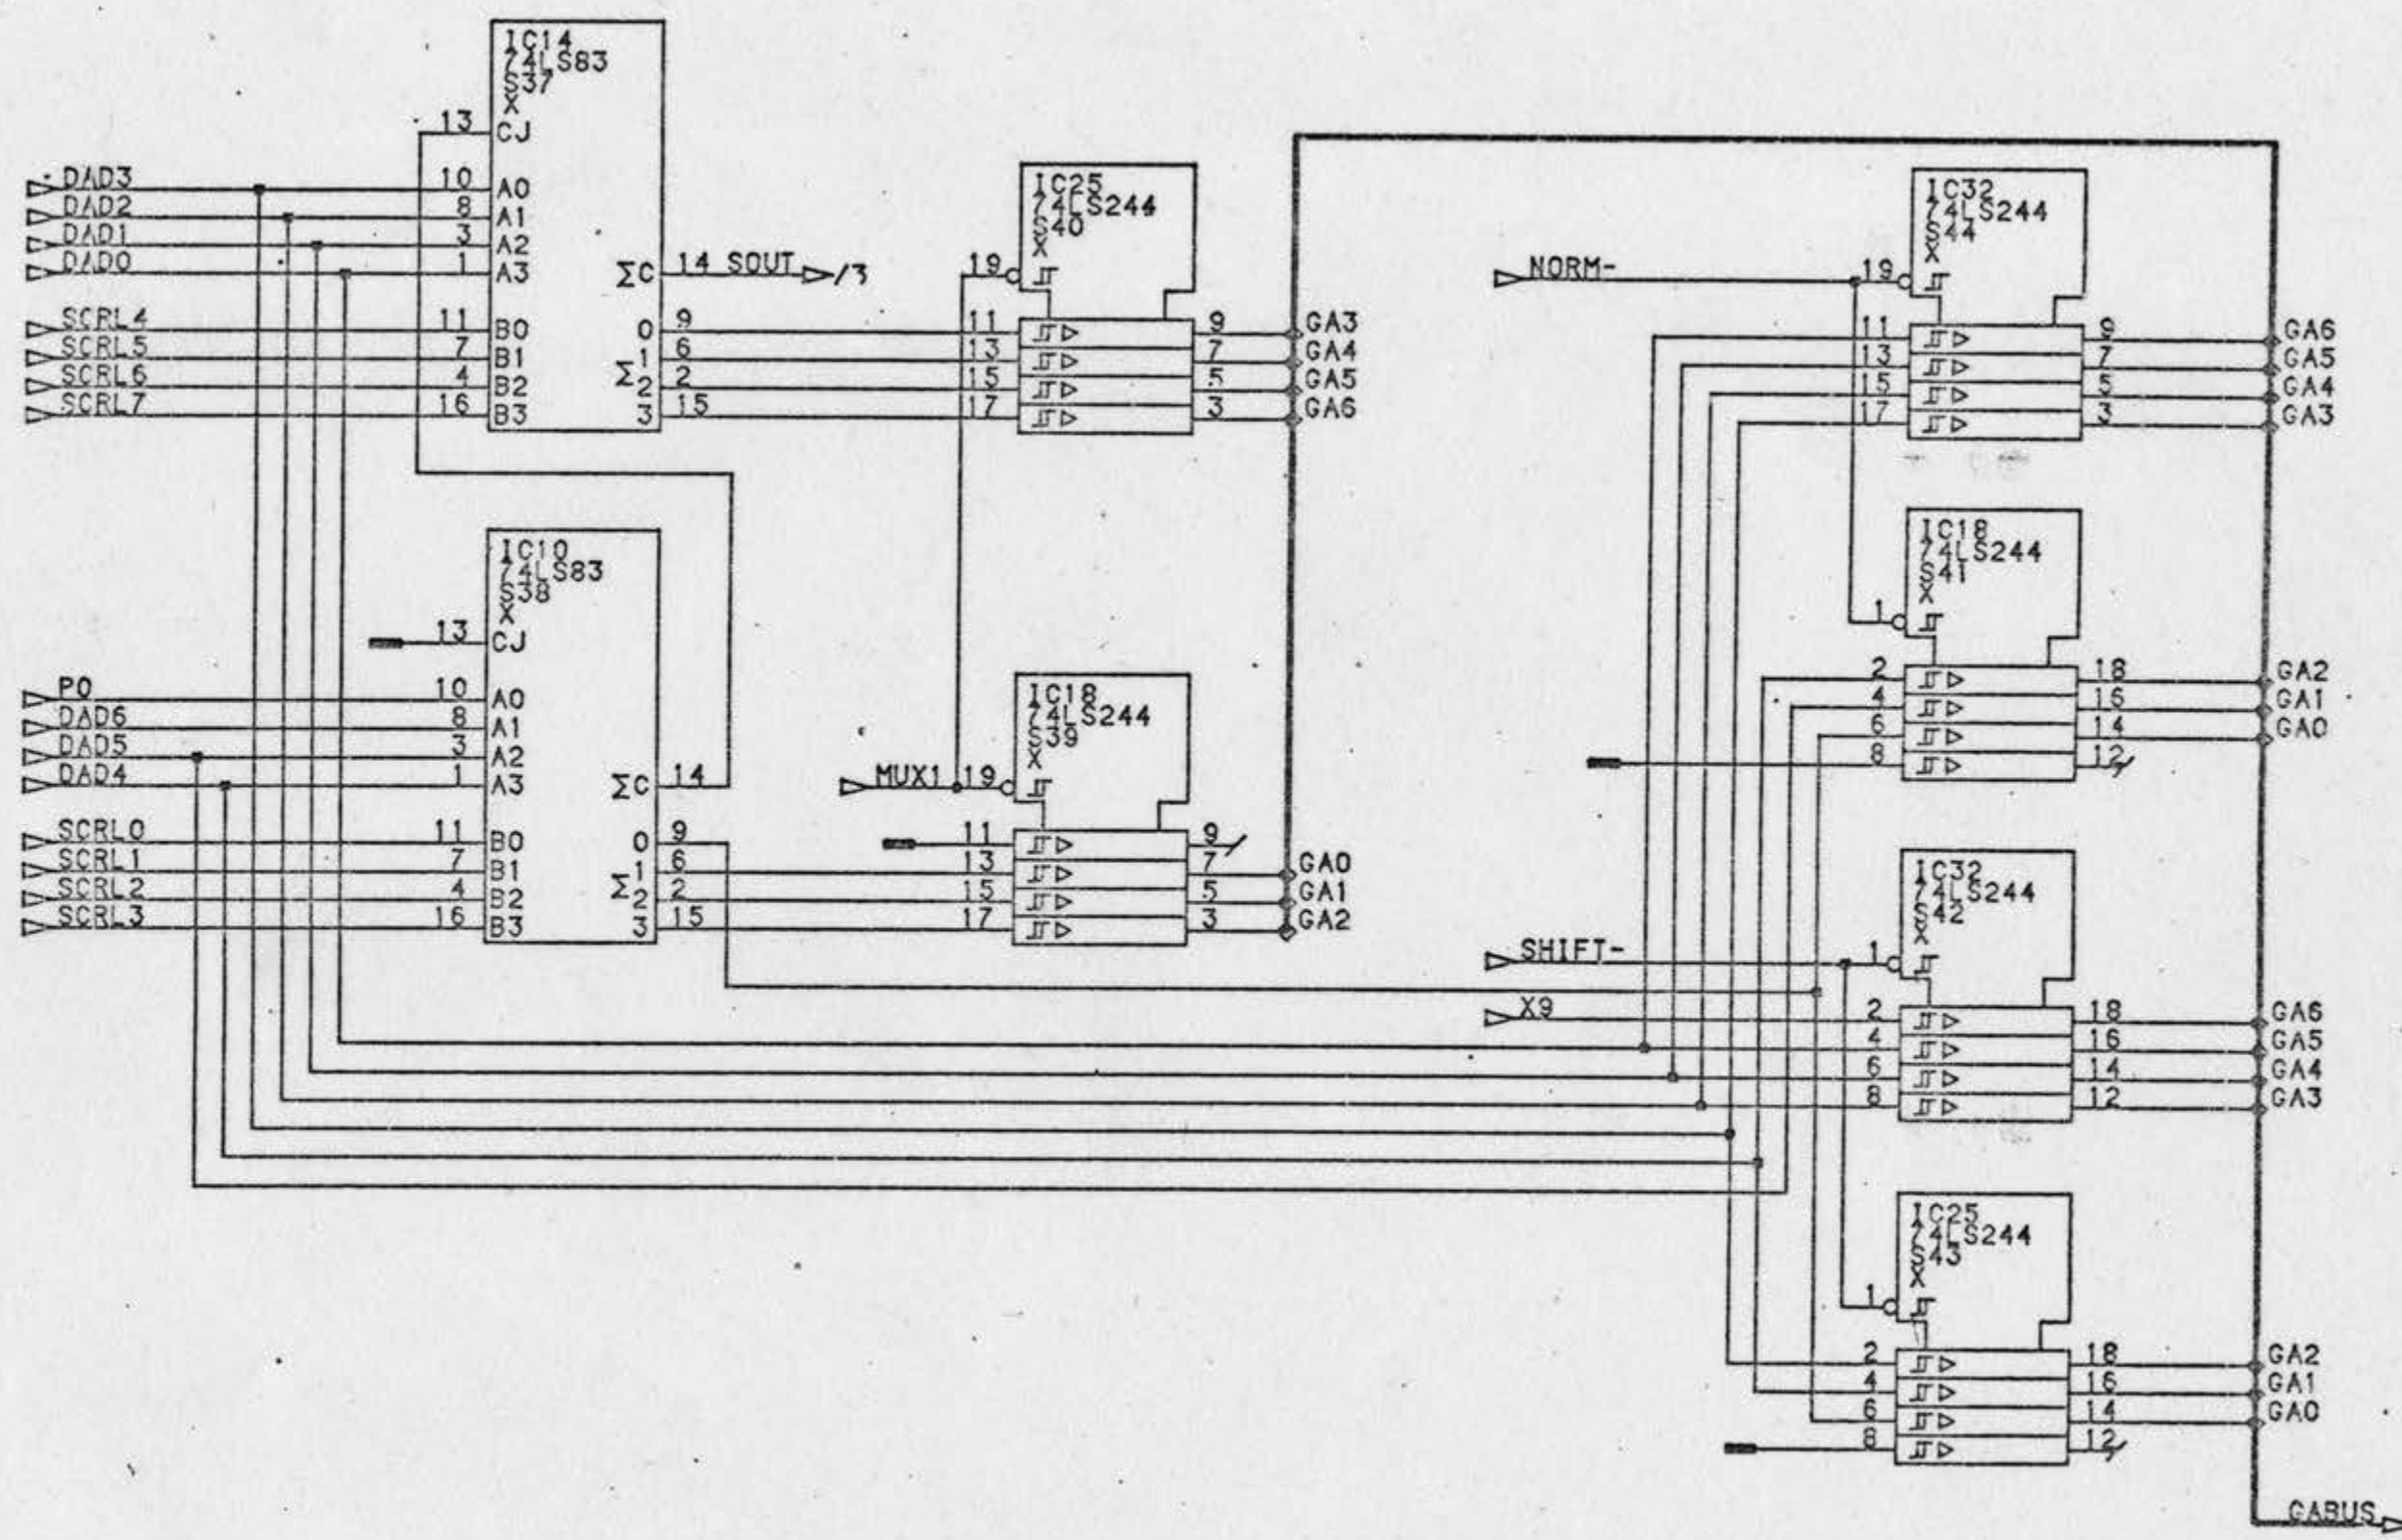 IC14
74LS83
S37
X
13 CJ
DAD3 10 A0
DAD2 8 A1
DAD1 3 A2
DAD0 1 A3
ΣC 14 SOUT /3
SCRL4 11 B0 0 9
SCRL5 7 B1 1 6
SCRL6 4 B2 Σ2 2
SCRL7 16 B3 3 15
IC25
74LS244
S40
X
19
11 9 GA3
13 7 GA4
15 5 GA5
17 3 GA6
IC10
74LS83
S38
X
13 CJ
P0 10 A0
DAD6 8 A1
DAD5 3 A2
DAD4 1 A3 ΣC 14
SCRL0 11 B0 0 9
SCRL1 7 B1 1 6
SCRL2 4 B2 Σ2 2
SCRL3 16 B3 3 15
IC18
74LS244
S39
X
MUX1 19
11 9
13 7 GA0
15 5 GA1
17 3 GA2
IC32
74LS244
S44
X
NORM- 19
11 9 GA6
13 7 GA5
15 5 GA4
17 3 GA3
IC18
74LS244
S41
X
1
2 18 GA2
4 16 GA1
6 14 GA0
8 12
IC32
74LS244
S42
X
SHIFT- 1
X9 2 18 GA6
4 16 GA5
6 14 GA4
8 12 GA3
IC25
74LS244
S43
X
1
2 18 GA2
4 16 GA1
6 14 GA0
8 12
GABUS